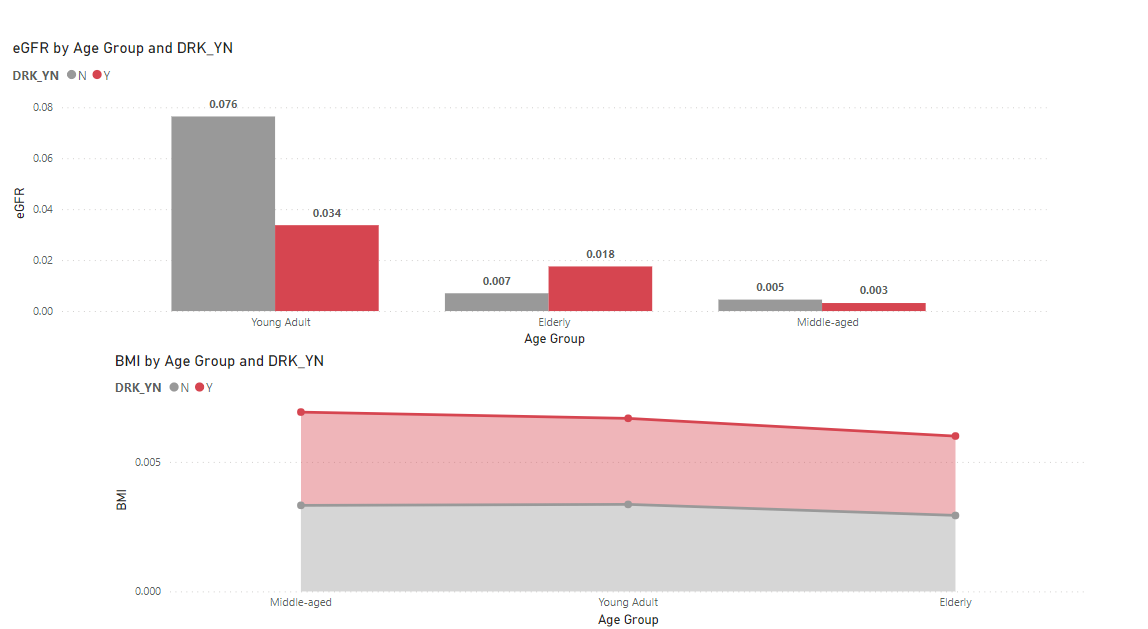 eGFR by Age Group and DRK_YN
DRK_YN N Y
0.08
0.06
0.04
0.02
0.00
eGFR
0.076
0.034
0.007
0.018
0.005
0.003
Young Adult Elderly Middle-aged
Age Group
BMI by Age Group and DRK_YN
DRK_YN N Y
0.005
0.000
BMI
Middle-aged Young Adult Elderly
Age Group